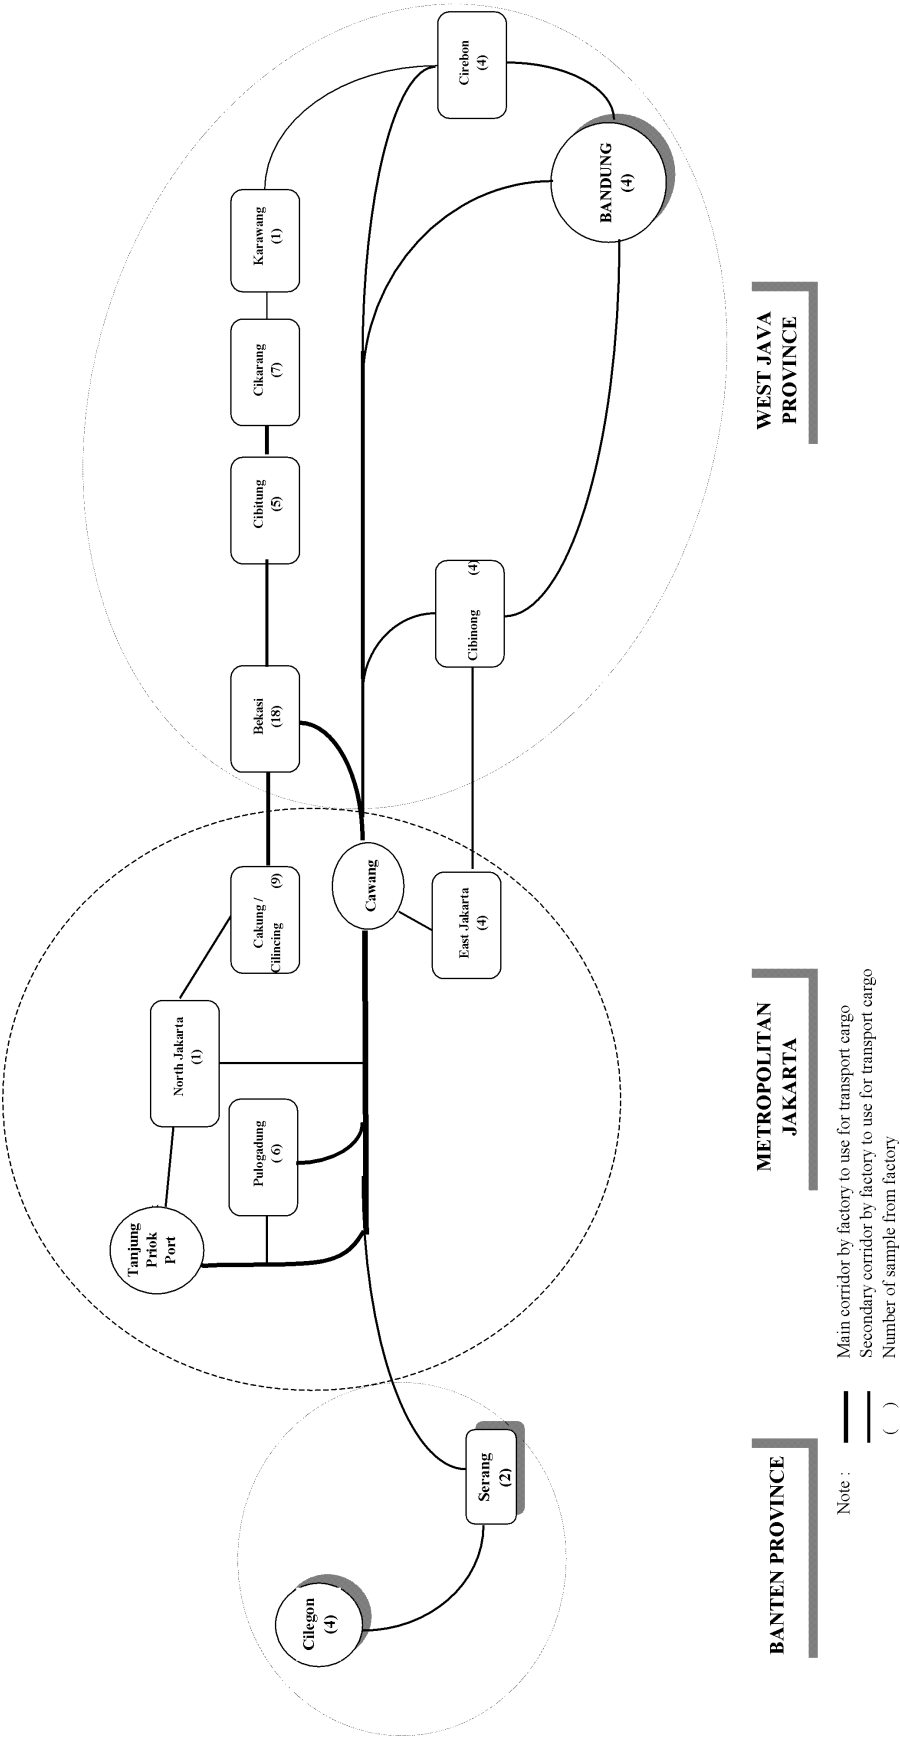 Tanjung
Priok
Port
North Jakarta
(1)
Pulogadung
( 6)
Cakung /
Cilincing
(9)
Bekasi
(18)
Cibitung
(5)
Cikarang
(7)
Karawang
(1)
Cilegon
(4)
Serang
(2)
Cawang
East Jakarta
(4)
Cibinong
(4)
BANDUNG
(4)
Cirebon
(4)
BANTEN PROVINCE
METROPOLITAN
JAKARTA
WEST JAVA
PROVINCE
Note :
Main corridor by factory to use for transport cargo
Secondary corridor by factory to use for transport cargo
( ) Number of sample from factory